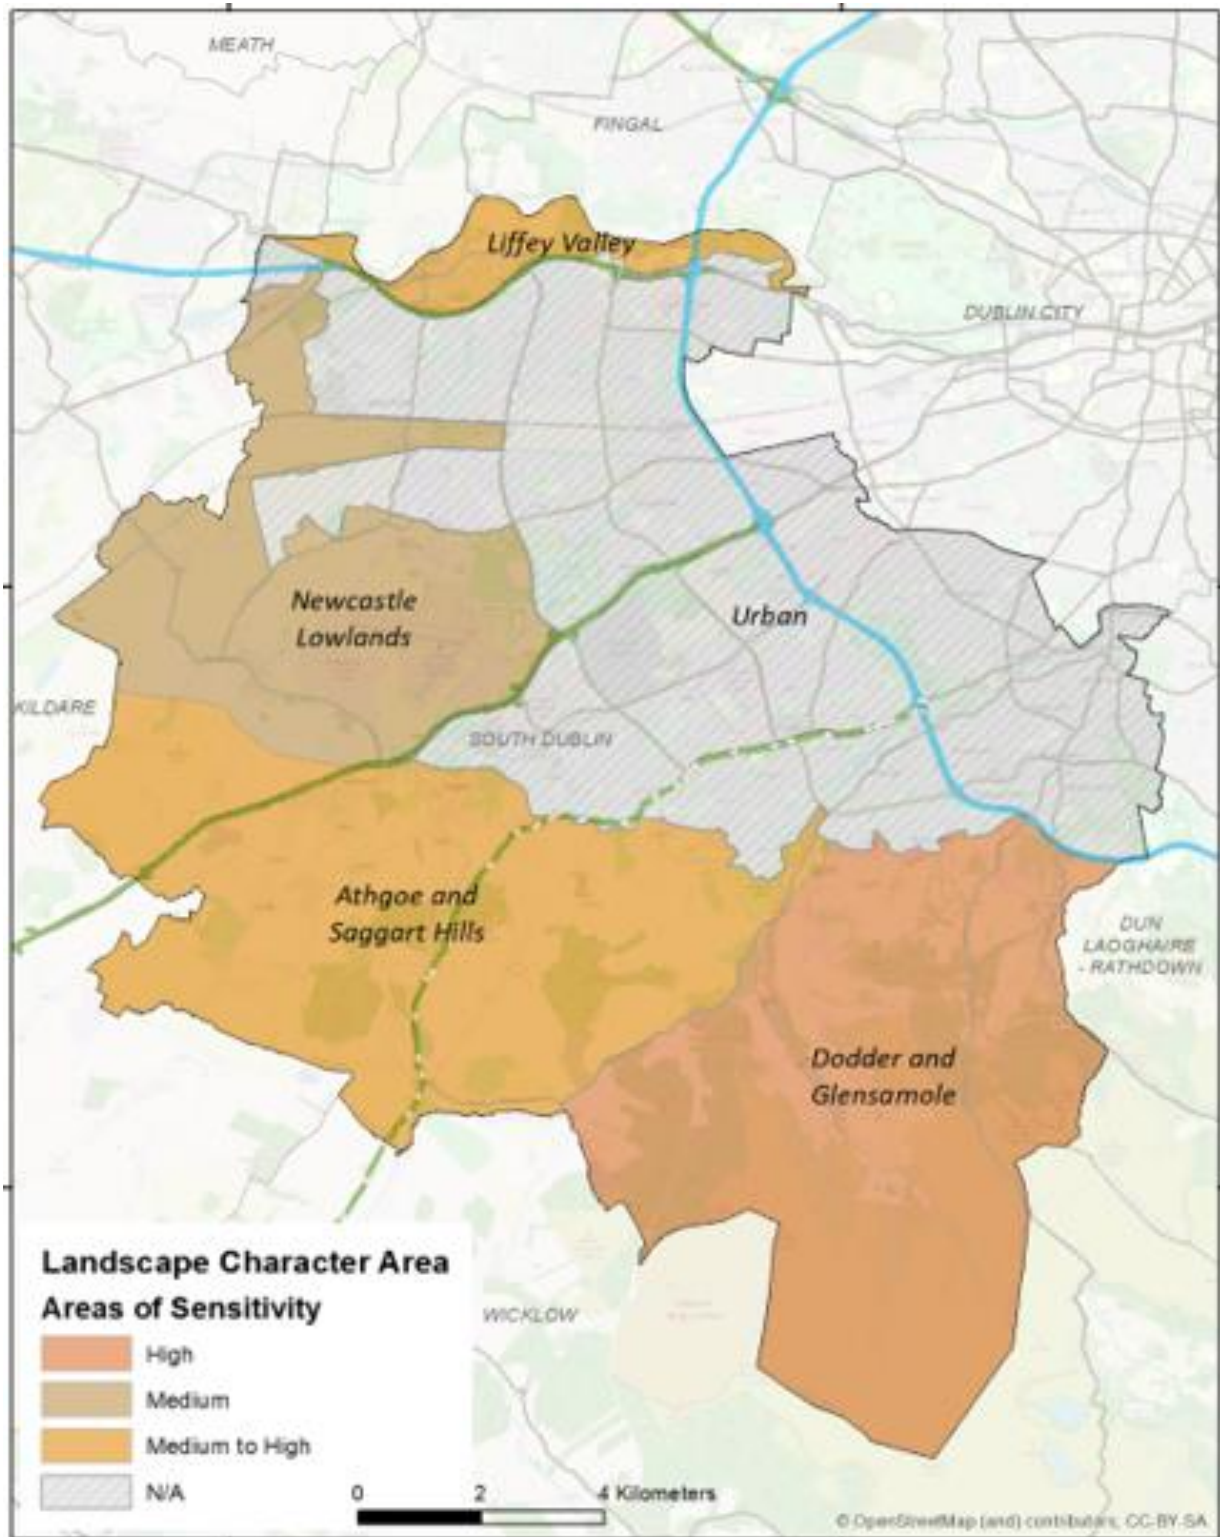 MEATH
FINGAL
Liffey Valley
DUBLIN CITY
Newcastle
Lowlands
Urban
KILDARE
SOUTH DUBLIN
Athgoe and
Saggart Hills
DUN
LAOGHAIRE
- RATHDOWN
Dodder and
Glensamole
WICKLOW
Landscape Character Area
Areas of Sensitivity
High
Medium
Medium to High
N/A
0 2 4 Kilometers
© OpenStreetMap (and) contributors, CC-BY-SA